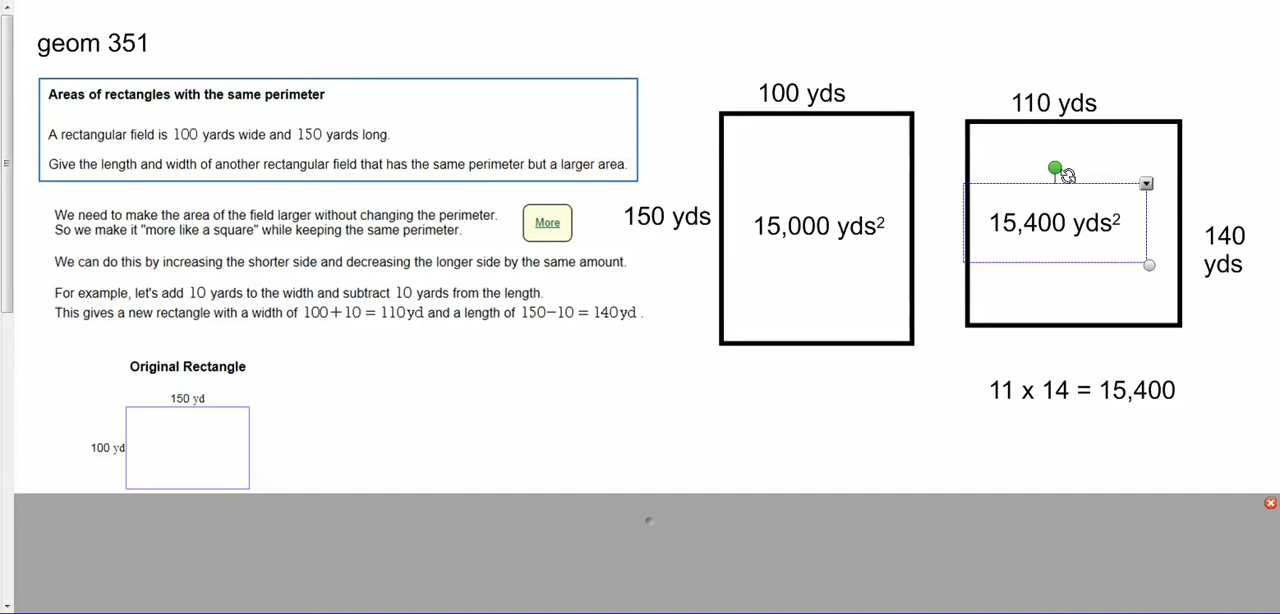 geom 351
Areas of rectangles with the same perimeter
A rectangular field is 100 yards wide and 150 yards long.
Give the length and width of another rectangular field that has the same perimeter but a larger area.
We need to make the area of the field larger without changing the perimeter.
So we make it "more like a square" while keeping the same perimeter.
More
We can do this by increasing the shorter side and decreasing the longer side by the same amount.
For example, let's add 10 yards to the width and subtract 10 yards from the length.
This gives a new rectangle with a width of 100+10 = 110yd and a length of 150−10 = 140yd .
Original Rectangle
150 yd
100 yd
100 yds
150 yds
15,000 yds²
110 yds
15,400 yds²
140
yds
11 x 14 = 15,400